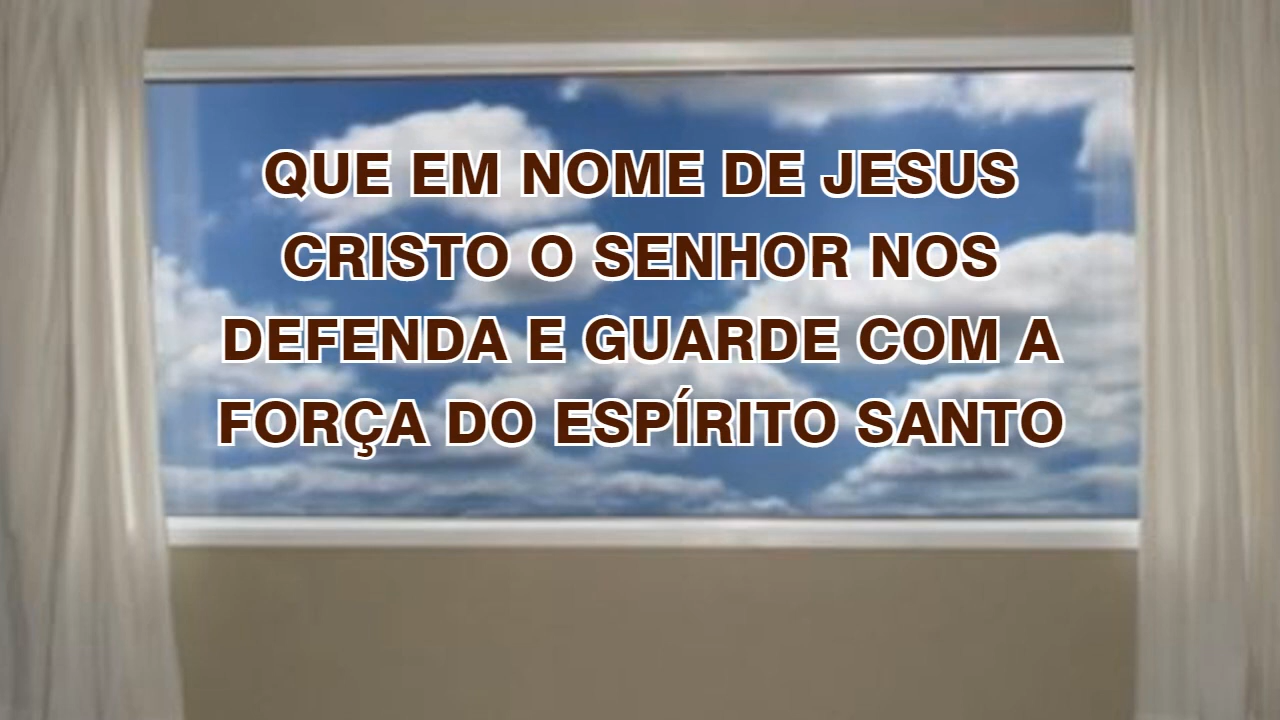 QUE EM NOME DE JESUS
CRISTO O SENHOR NOS
DEFENDA E GUARDE COM A
FORÇA DO ESPÍRITO SANTO